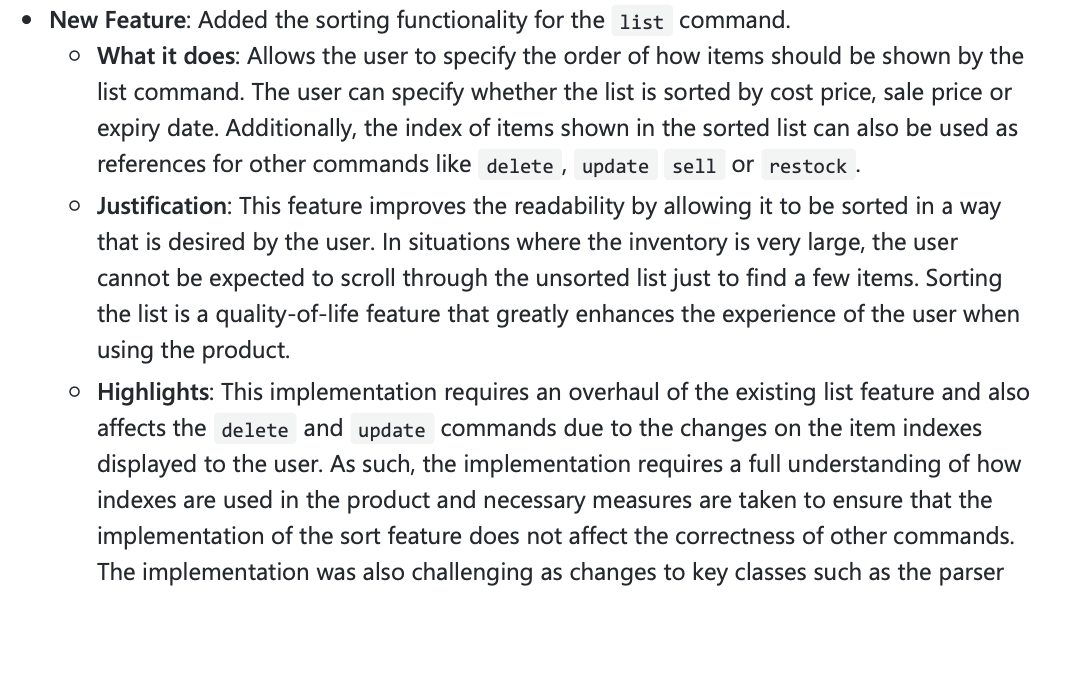 New Feature: Added the sorting functionality for the list command.
What it does: Allows the user to specify the order of how items should be shown by the
list command. The user can specify whether the list is sorted by cost price, sale price or
expiry date. Additionally, the index of items shown in the sorted list can also be used as
references for other commands like delete, update sell or restock.
Justification: This feature improves the readability by allowing it to be sorted in a way
that is desired by the user. In situations where the inventory is very large, the user
cannot be expected to scroll through the unsorted list just to find a few items. Sorting
the list is a quality-of-life feature that greatly enhances the experience of the user when
using the product.
Highlights: This implementation requires an overhaul of the existing list feature and also
affects the delete and update commands due to the changes on the item indexes
displayed to the user. As such, the implementation requires a full understanding of how
indexes are used in the product and necessary measures are taken to ensure that the
implementation of the sort feature does not affect the correctness of other commands.
The implementation was also challenging as changes to key classes such as the parser